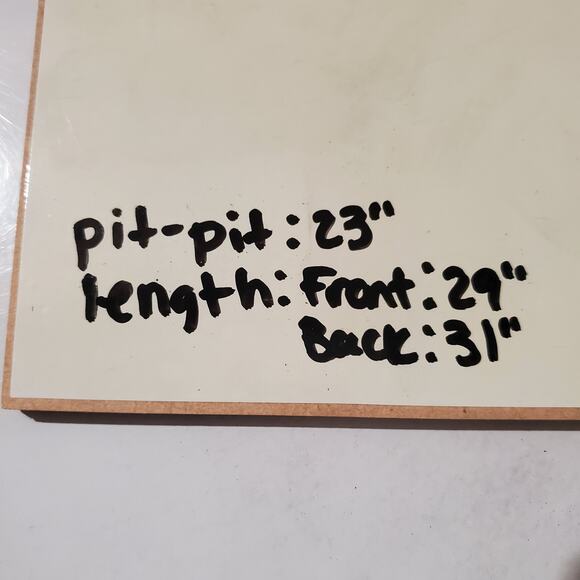 pit-pit: 23"
length: Front: 29"
Back: 31"